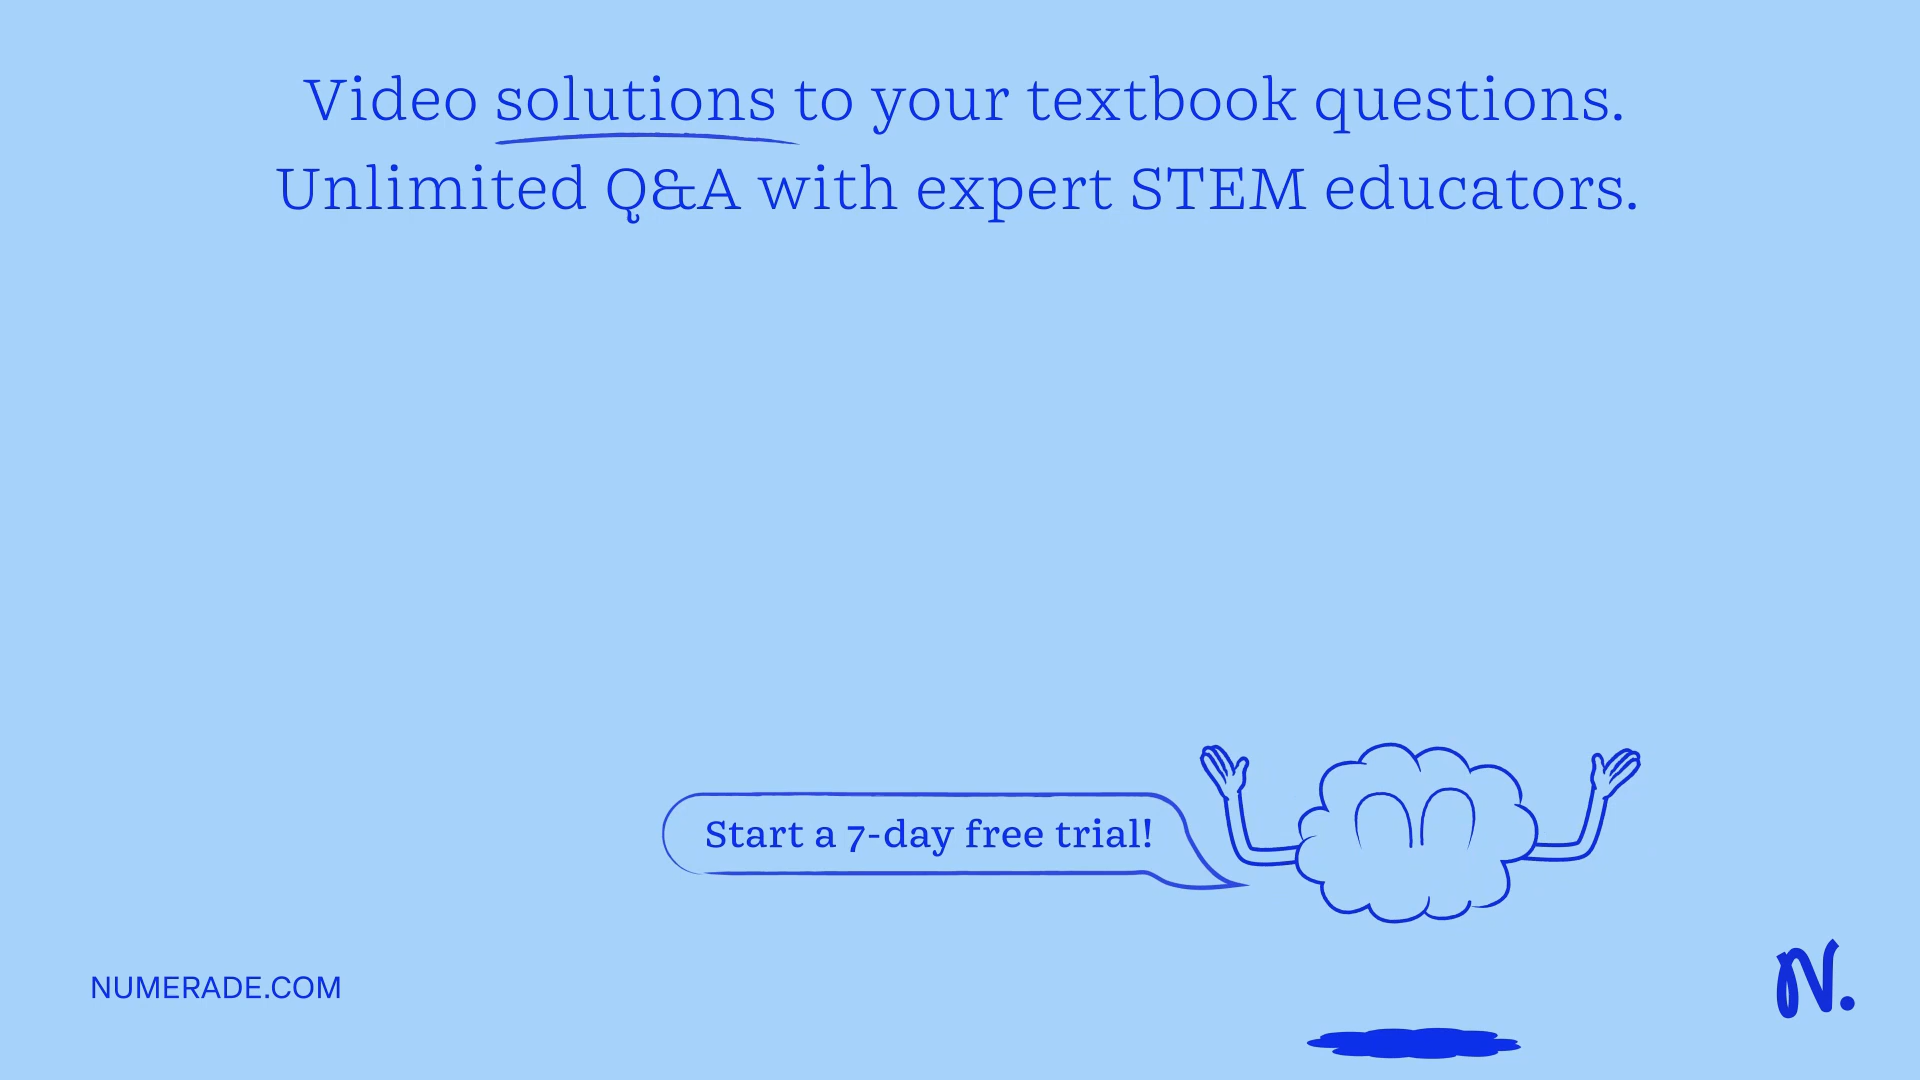 Video solutions to your textbook questions.
Unlimited Q&A with expert STEM educators.
Start a 7-day free trial!
NUMERADE.COM
N.